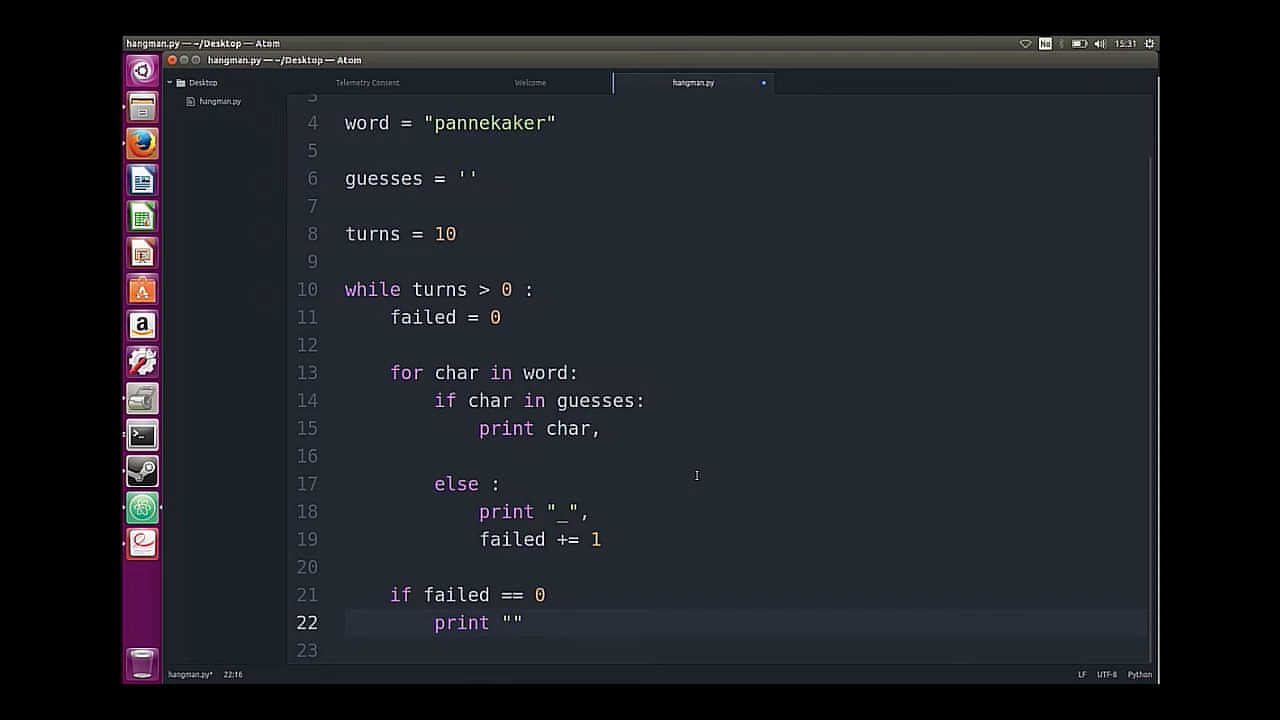 hangman.py — ~/Desktop — Atom
Na 15:31
hangman.py — ~/Desktop — Atom
Desktop
hangman.py
Telemetry Consent Welcome hangman.py
3
4 word = "pannekaker"
5
6 guesses = ''
7
8 turns = 10
9
10 while turns > 0 :
11 failed = 0
12
13 for char in word:
14 if char in guesses:
15 print char,
16
17 else :
18 print "_",
19 failed += 1
20
21 if failed == 0
22 print ""
23
hangman.py* 22:16 LF UTF-8 Python